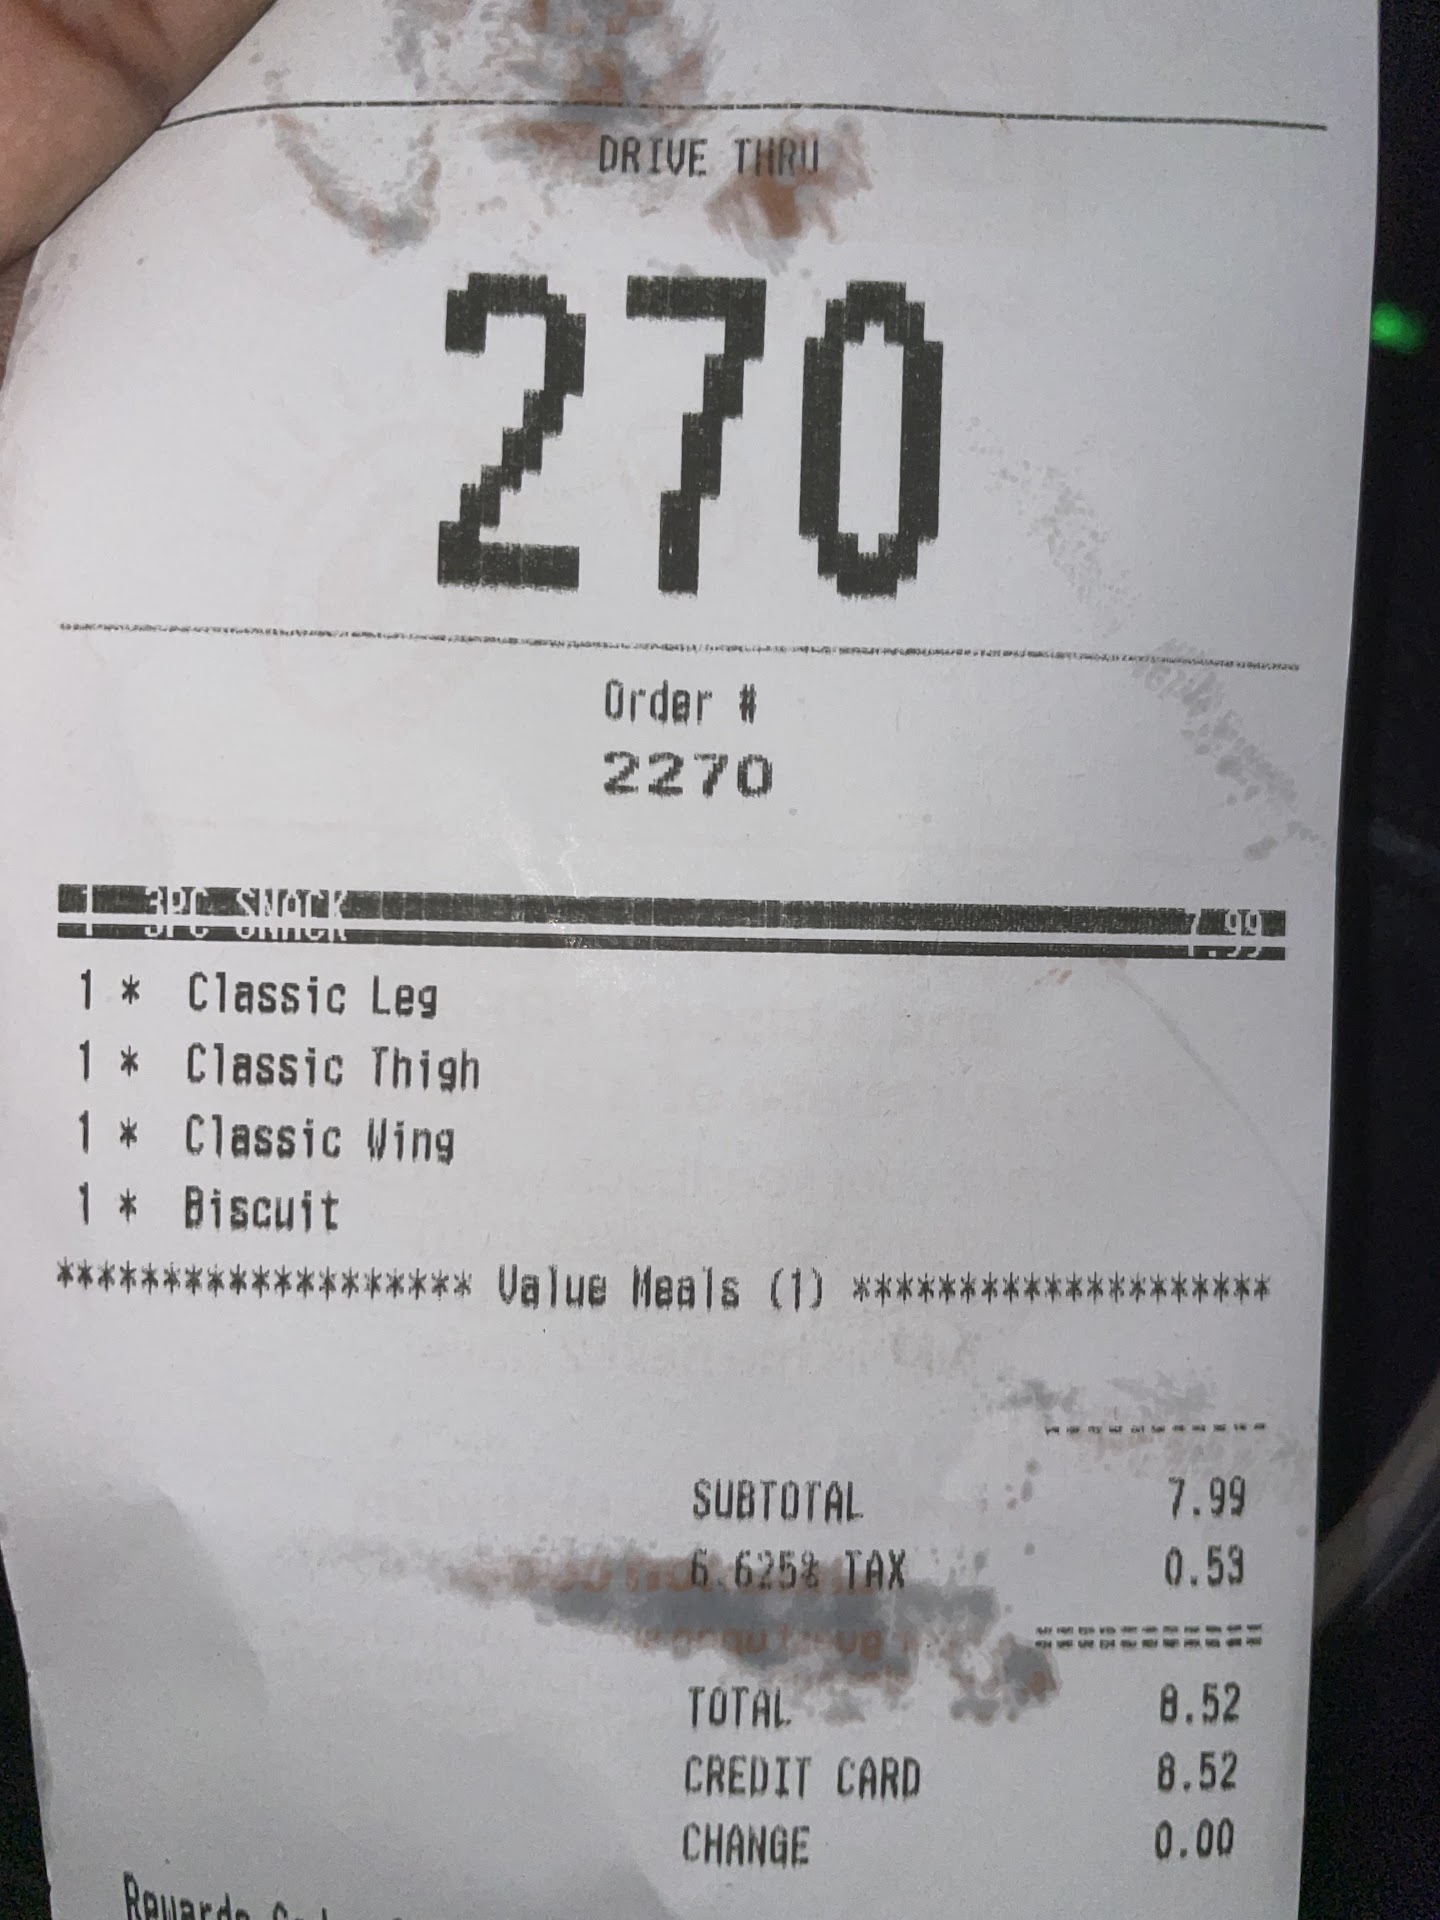 DRIVE THRU
270
Order #
2270
1 3PC SNACK 7.99
1 * Classic Leg
1 * Classic Thigh
1 * Classic Wing
1 * Biscuit
******************** Value Meals (1) ********************
----------
SUBTOTAL 7.99
6.625% TAX 0.53
==========
TOTAL 8.52
CREDIT CARD 8.52
CHANGE 0.00
Rewards